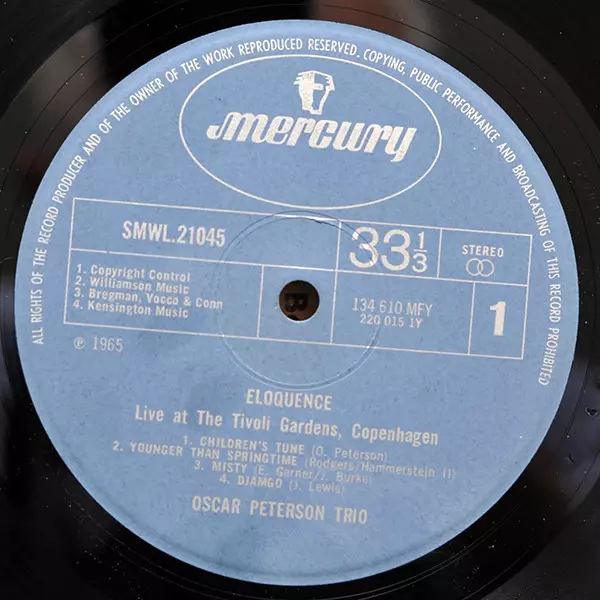 ALL RIGHTS OF THE RECORD PRODUCER AND OF THE OWNER OF THE WORK REPRODUCED RESERVED. COPYING, PUBLIC PERFORMANCE AND BROADCASTING OF THIS RECORD PROHIBITED
mercury
SMWL.21045
33 1/3
STEREO
1. Copyright Control
2. Williamson Music
3. Bregman, Vocco & Conn
4. Kensington Music
134 610 MFY
220 015 1Y
1
℗ 1965
ELOQUENCE
Live at The Tivoli Gardens, Copenhagen
1. CHILDREN'S TUNE (O. Peterson)
2. YOUNGER THAN SPRINGTIME (Rodgers/Hammerstein II)
3. MISTY (E. Garner/J. Burke)
4. DJAMGO (J. Lewis)
OSCAR PETERSON TRIO